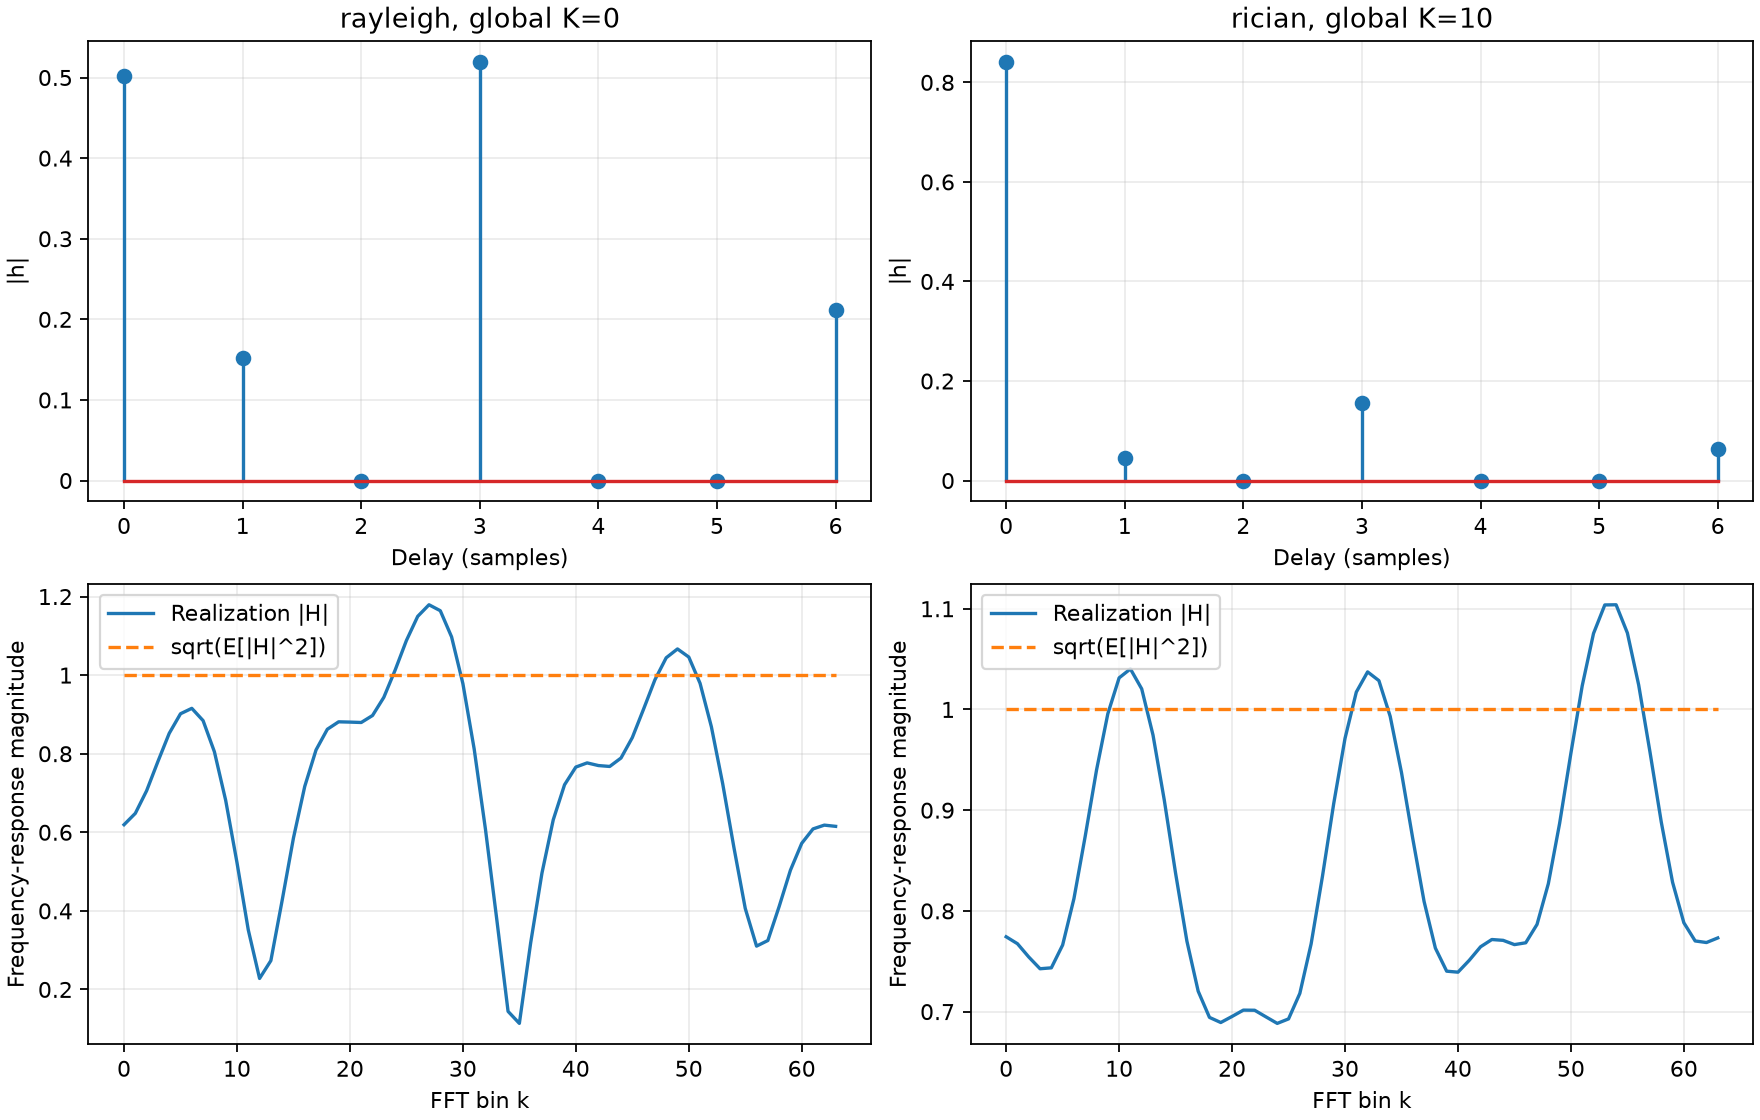 rayleigh, global K=0
|h|
0.5
0.4
0.3
0.2
0.1
0
0 1 2 3 4 5 6
Delay (samples)
rician, global K=10
|h|
0.8
0.6
0.4
0.2
0
0 1 2 3 4 5 6
Delay (samples)
Frequency-response magnitude
1.2
1
0.8
0.6
0.4
0.2
Realization |H|
sqrt(E[|H|^2])
0 10 20 30 40 50 60
FFT bin k
Frequency-response magnitude
1.1
1
0.9
0.8
0.7
Realization |H|
sqrt(E[|H|^2])
0 10 20 30 40 50 60
FFT bin k